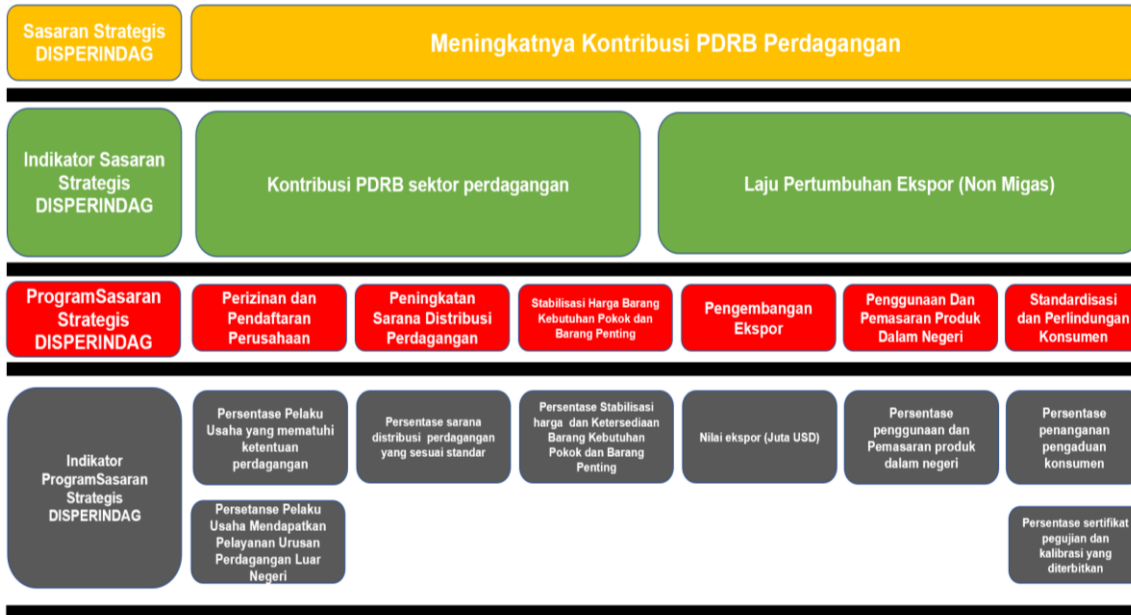 Sasaran Strategis
DISPERINDAG
Meningkatnya Kontribusi PDRB Perdagangan
Indikator Sasaran
Strategis
DISPERINDAG
Kontribusi PDRB sektor perdagangan
Laju Pertumbuhan Ekspor (Non Migas)
ProgramSasaran
Strategis
DISPERINDAG
Perizinan dan
Pendaftaran
Perusahaan
Peningkatan
Sarana Distribusi
Perdagangan
Stabilisasi Harga Barang
Kebutuhan Pokok dan
Barang Penting
Pengembangan
Ekspor
Penggunaan Dan
Pemasaran Produk
Dalam Negeri
Standardisasi
dan Perlindungan
Konsumen
Indikator
ProgramSasaran
Strategis
DISPERINDAG
Persentase Pelaku
Usaha yang mematuhi
ketentuan
perdagangan
Persentase sarana
distribusi perdagangan
yang sesuai standar
Persentase Stabilisasi
harga dan Ketersediaan
Barang Kebutuhan
Pokok dan Barang
Penting
Nilai ekspor (Juta USD)
Persentase
penggunaan dan
Pemasaran produk
dalam negeri
Persentase
penanganan
pengaduan
konsumen
Persetanse Pelaku
Usaha Mendapatkan
Pelayanan Urusan
Perdagangan Luar
Negeri
Persentase sertifikat
pegujian dan
kalibrasi yang
diterbitkan